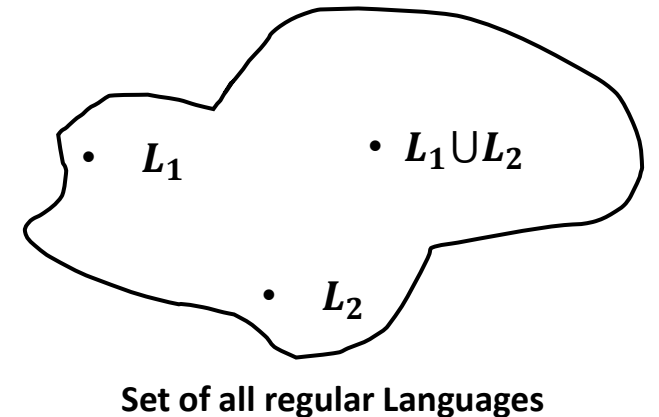 L₁ L₁∪L₂
L₂
Set of all regular Languages